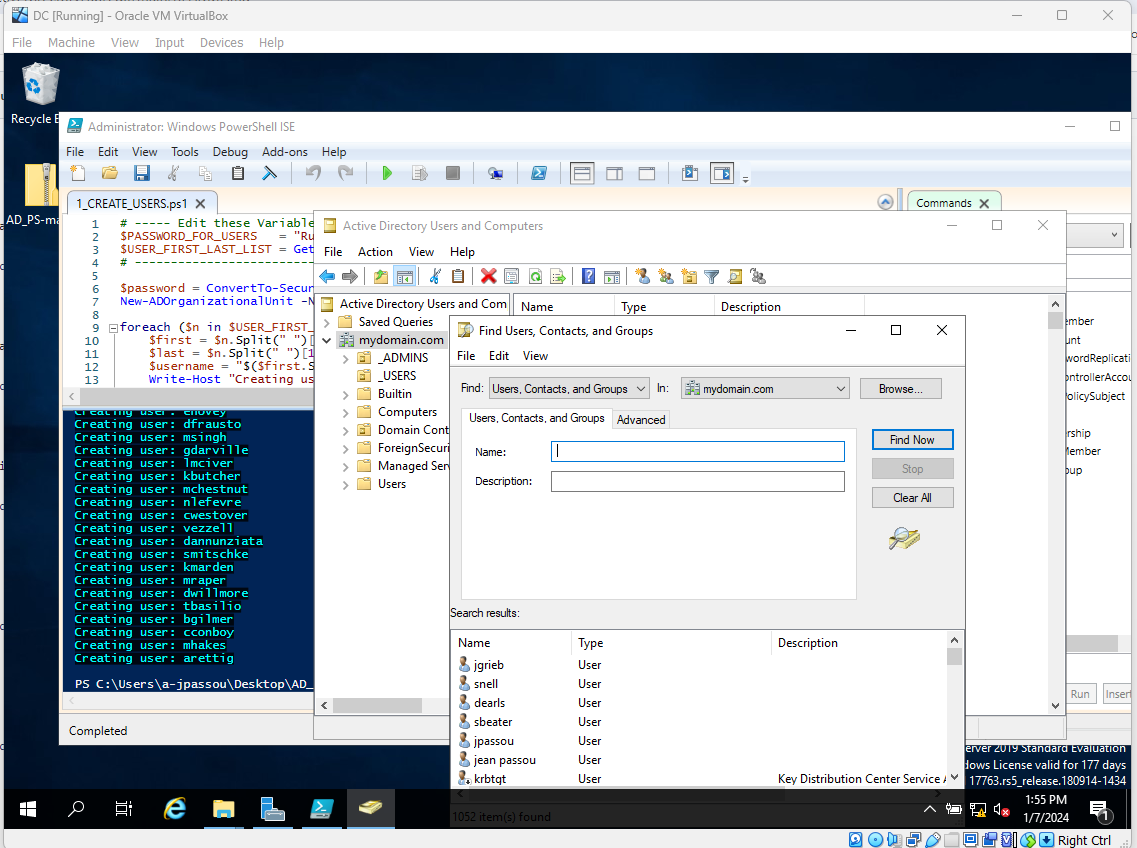 DC [Running] - Oracle VM VirtualBox
File Machine View Input Devices Help
Recycle B
AD_PS-ma
Administrator: Windows PowerShell ISE
File Edit View Tools Debug Add-ons Help
1_CREATE_USERS.ps1
Commands
1 # ----- Edit these Variable
2 $PASSWORD_FOR_USERS = "Ru
3 $USER_FIRST_LAST_LIST = Get
4 # -------------------------
5
6 $password = ConvertTo-Secur
7 New-ADOrganizationalUnit -N
8
9 foreach ($n in $USER_FIRST_
10 $first = $n.Split(" ")[
11 $last = $n.Split(" ")[1
12 $username = "$($first.S
13 Write-Host "Creating us
Creating user: enovey
Creating user: dfrausto
Creating user: msingh
Creating user: gdarville
Creating user: lmciver
Creating user: kbutcher
Creating user: mchestnut
Creating user: nlefevre
Creating user: cwestover
Creating user: vezzell
Creating user: dannunziata
Creating user: smitschke
Creating user: kmarden
Creating user: mraper
Creating user: dwillmore
Creating user: tbasilio
Creating user: bgilmer
Creating user: cconboy
Creating user: mhakes
Creating user: arettig
PS C:\Users\a-jpassou\Desktop\AD_
Completed
Active Directory Users and Computers
File Action View Help
Active Directory Users and Com
Saved Queries
mydomain.com
_ADMINS
_USERS
Builtin
Computers
Domain Cont
ForeignSecuri
Managed Serv
Users
Name Type Description
Find Users, Contacts, and Groups
File Edit View
Find: Users, Contacts, and Groups In: mydomain.com Browse...
Users, Contacts, and Groups Advanced
Name:
Description:
Find Now
Stop
Clear All
Search results:
Name Type Description
jgrieb User
snell User
dearls User
sbeater User
jpassou User
jean passou User
krbtgt User Key Distribution Center Service A
1052 item(s) found
ember
ount
wordReplicati
ontrollerAccou
PolicySubject
ership
Member
oup
Run Insert
erver 2019 Standard Evaluation
dows License valid for 177 days
17763.rs5_release.180914-1434
1:55 PM
1/7/2024
1
Right Ctrl